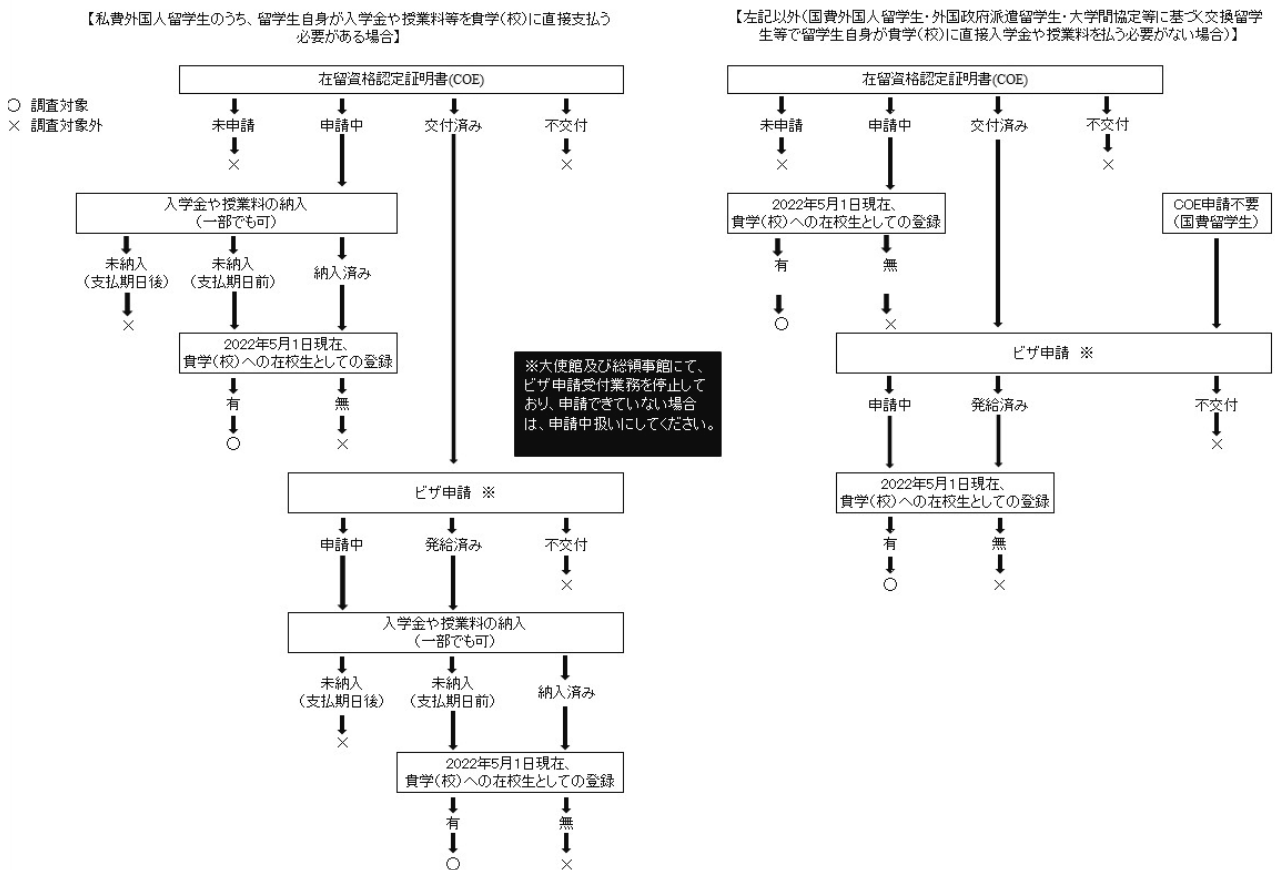 【私費外国人留学生のうち、留学生自身が入学金や授業料等を貴学(校)に直接支払う
必要がある場合】
在留資格認定証明書(COE)
○ 調査対象
× 調査対象外
未申請
申請中
交付済み
不交付
×
×
入学金や授業料の納入
(一部でも可)
未納入
(支払期日後)
未納入
(支払期日前)
納入済み
×
2022年5月1日現在、
貴学(校)への在校生としての登録
有
無
○
×
※大使館及び総領事館にて、
ビザ申請受付業務を停止して
おり、申請できていない場合
は、申請中扱いにしてください。
ビザ申請 ※
申請中
発給済み
不交付
×
入学金や授業料の納入
(一部でも可)
未納入
(支払期日後)
未納入
(支払期日前)
納入済み
×
2022年5月1日現在、
貴学(校)への在校生としての登録
有
無
○
×
【左記以外(国費外国人留学生・外国政府派遣留学生・大学間協定等に基づく交換留学
生等で留学生自身が貴学(校)に直接入学金や授業料を払う必要がない場合)】
在留資格認定証明書(COE)
未申請
申請中
交付済み
不交付
×
×
2022年5月1日現在、
貴学(校)への在校生としての登録
COE申請不要
(国費留学生)
有
無
○
×
ビザ申請 ※
申請中
発給済み
不交付
×
2022年5月1日現在、
貴学(校)への在校生としての登録
有
無
○
×